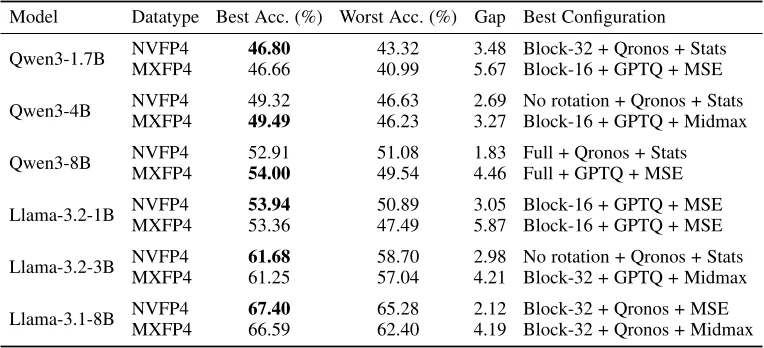 Model Datatype Best Acc. (%) Worst Acc. (%) Gap Best Configuration
Qwen3-1.7B NVFP4 46.80 43.32 3.48 Block-32 + Qronos + Stats
MXFP4 46.66 40.99 5.67 Block-16 + GPTQ + MSE
Qwen3-4B NVFP4 49.32 46.63 2.69 No rotation + Qronos + Stats
MXFP4 49.49 46.23 3.27 Block-16 + GPTQ + Midmax
Qwen3-8B NVFP4 52.91 51.08 1.83 Full + Qronos + Stats
MXFP4 54.00 49.54 4.46 Full + GPTQ + MSE
Llama-3.2-1B NVFP4 53.94 50.89 3.05 Block-16 + GPTQ + MSE
MXFP4 53.36 47.49 5.87 Block-16 + GPTQ + MSE
Llama-3.2-3B NVFP4 61.68 58.70 2.98 No rotation + Qronos + Stats
MXFP4 61.25 57.04 4.21 Block-32 + GPTQ + Midmax
Llama-3.1-8B NVFP4 67.40 65.28 2.12 Block-32 + Qronos + MSE
MXFP4 66.59 62.40 4.19 Block-32 + Qronos + Midmax